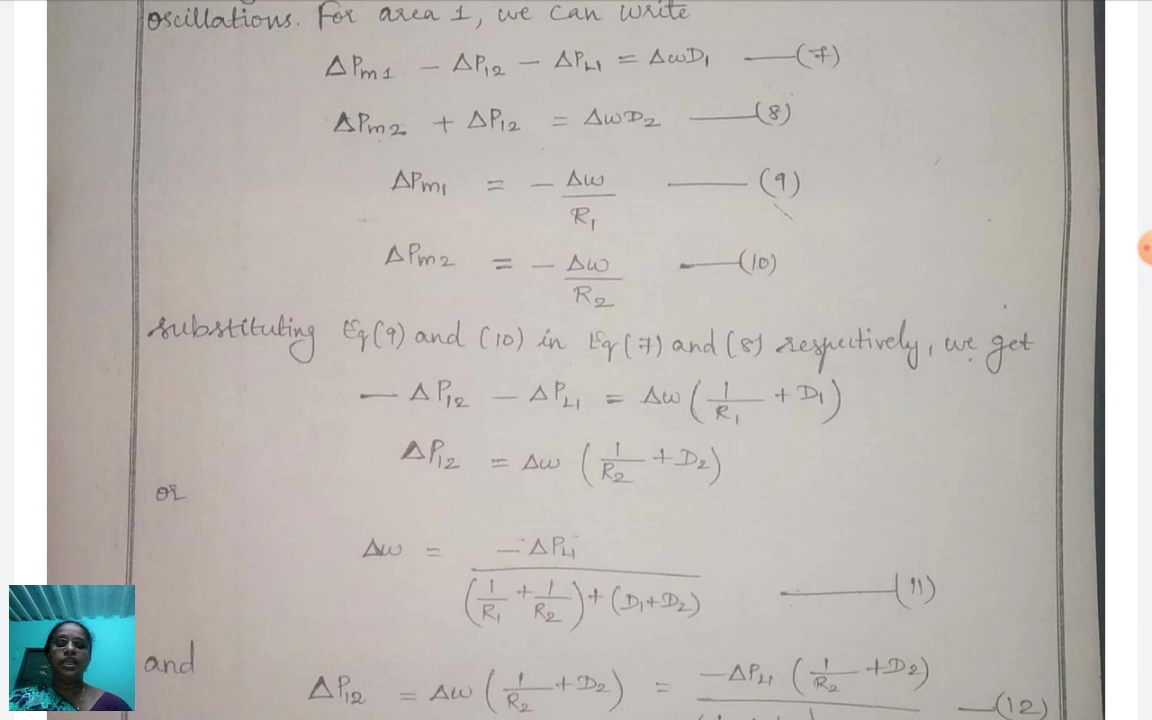 oscillations. For area 1, we can write
ΔPm1 − ΔP12 − ΔPL1 = ΔωD1 —(7)
ΔPm2 + ΔP12 = ΔωD2 —(8)
ΔPm1 = − Δω/R1 —(9)
ΔPm2 = − Δω/R2 —(10)
substituting Eq(9) and (10) in Eq(7) and (8) respectively, we get
− ΔP12 − ΔPL1 = Δω (1/R1 + D1)
ΔP12 = Δω (1/R2 + D2)
or
Δω = −ΔPL1 / ((1/R1 + 1/R2) + (D1+D2)) —(11)
and
ΔP12 = Δω (1/R2 + D2) = −ΔPL1 (1/R2 + D2) —(12)